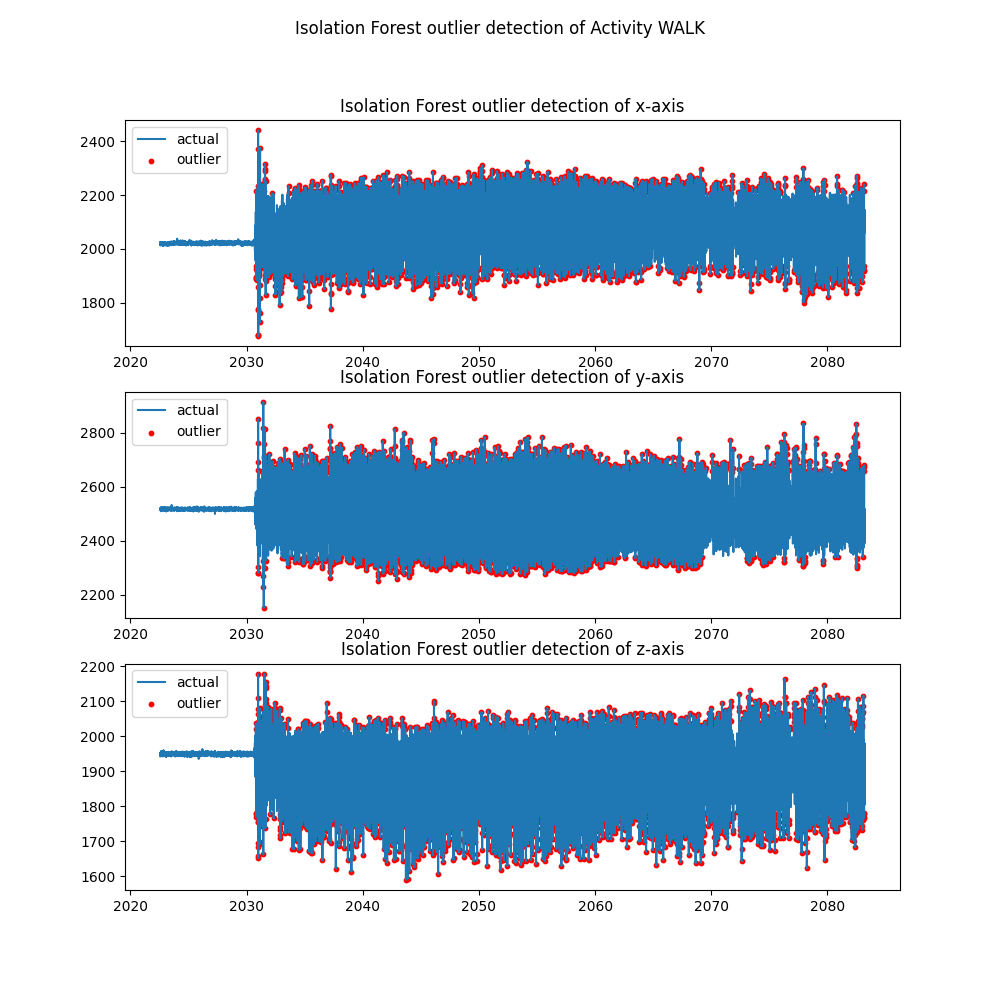 Isolation Forest outlier detection of Activity WALK
Isolation Forest outlier detection of x-axis
actual
outlier
2400
2200
2000
1800
2020 2030 2040 2050 2060 2070 2080
Isolation Forest outlier detection of y-axis
actual
outlier
2800
2600
2400
2200
2020 2030 2040 2050 2060 2070 2080
Isolation Forest outlier detection of z-axis
actual
outlier
2200
2100
2000
1900
1800
1700
1600
2020 2030 2040 2050 2060 2070 2080